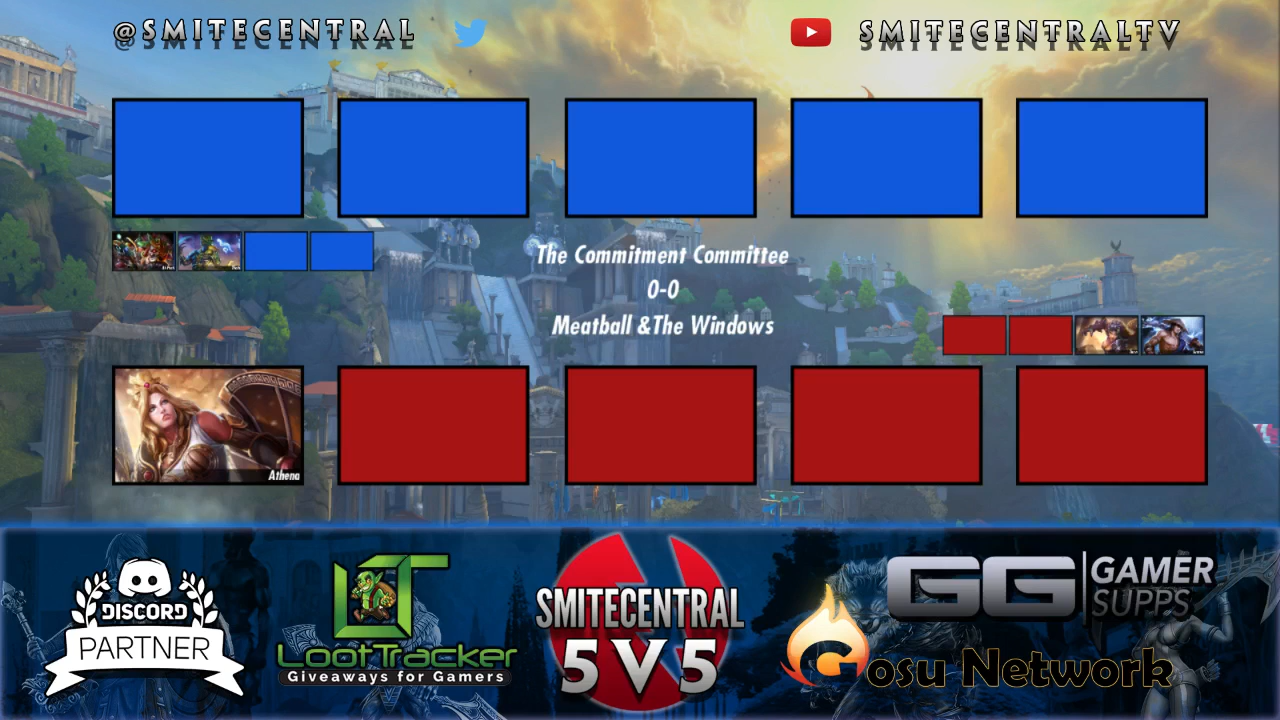 @SMITECENTRAL
SMITECENTRALTV
The Commitment Committee
0-0
Meatball &The Windows
Athena
DISCORD
PARTNER
LT
LootTracker
Giveaways for Gamers
SMITECENTRAL
5V5
GG
GAMER
SUPPS
Gosu Network